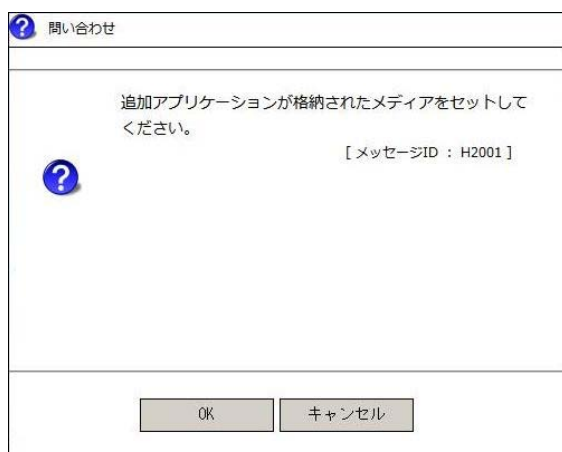 問い合わせ
追加アプリケーションが格納されたメディアをセットして
ください。
[ メッセージID : H2001 ]
OK
キャンセル